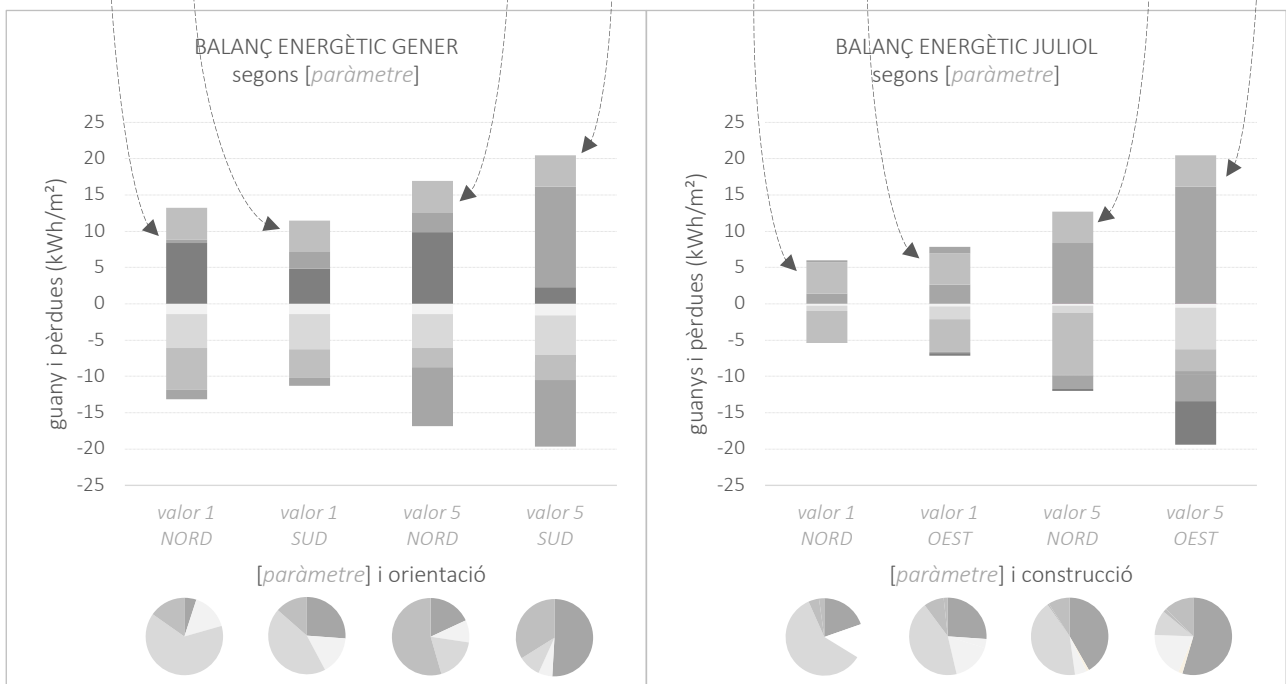 BALANÇ ENERGÈTIC GENER
segons [paràmetre]
guany i pèrdues (kWh/m²)
25
20
15
10
5
0
-5
-10
-15
-20
-25
valor 1 valor 1 valor 5 valor 5
NORD SUD NORD SUD
[paràmetre] i orientació
BALANÇ ENERGÈTIC JULIOL
segons [paràmetre]
guanys i pèrdues (kWh/m²)
25
20
15
10
5
0
-5
-10
-15
-20
-25
valor 1 valor 1 valor 5 valor 5
NORD OEST NORD OEST
[paràmetre] i construcció